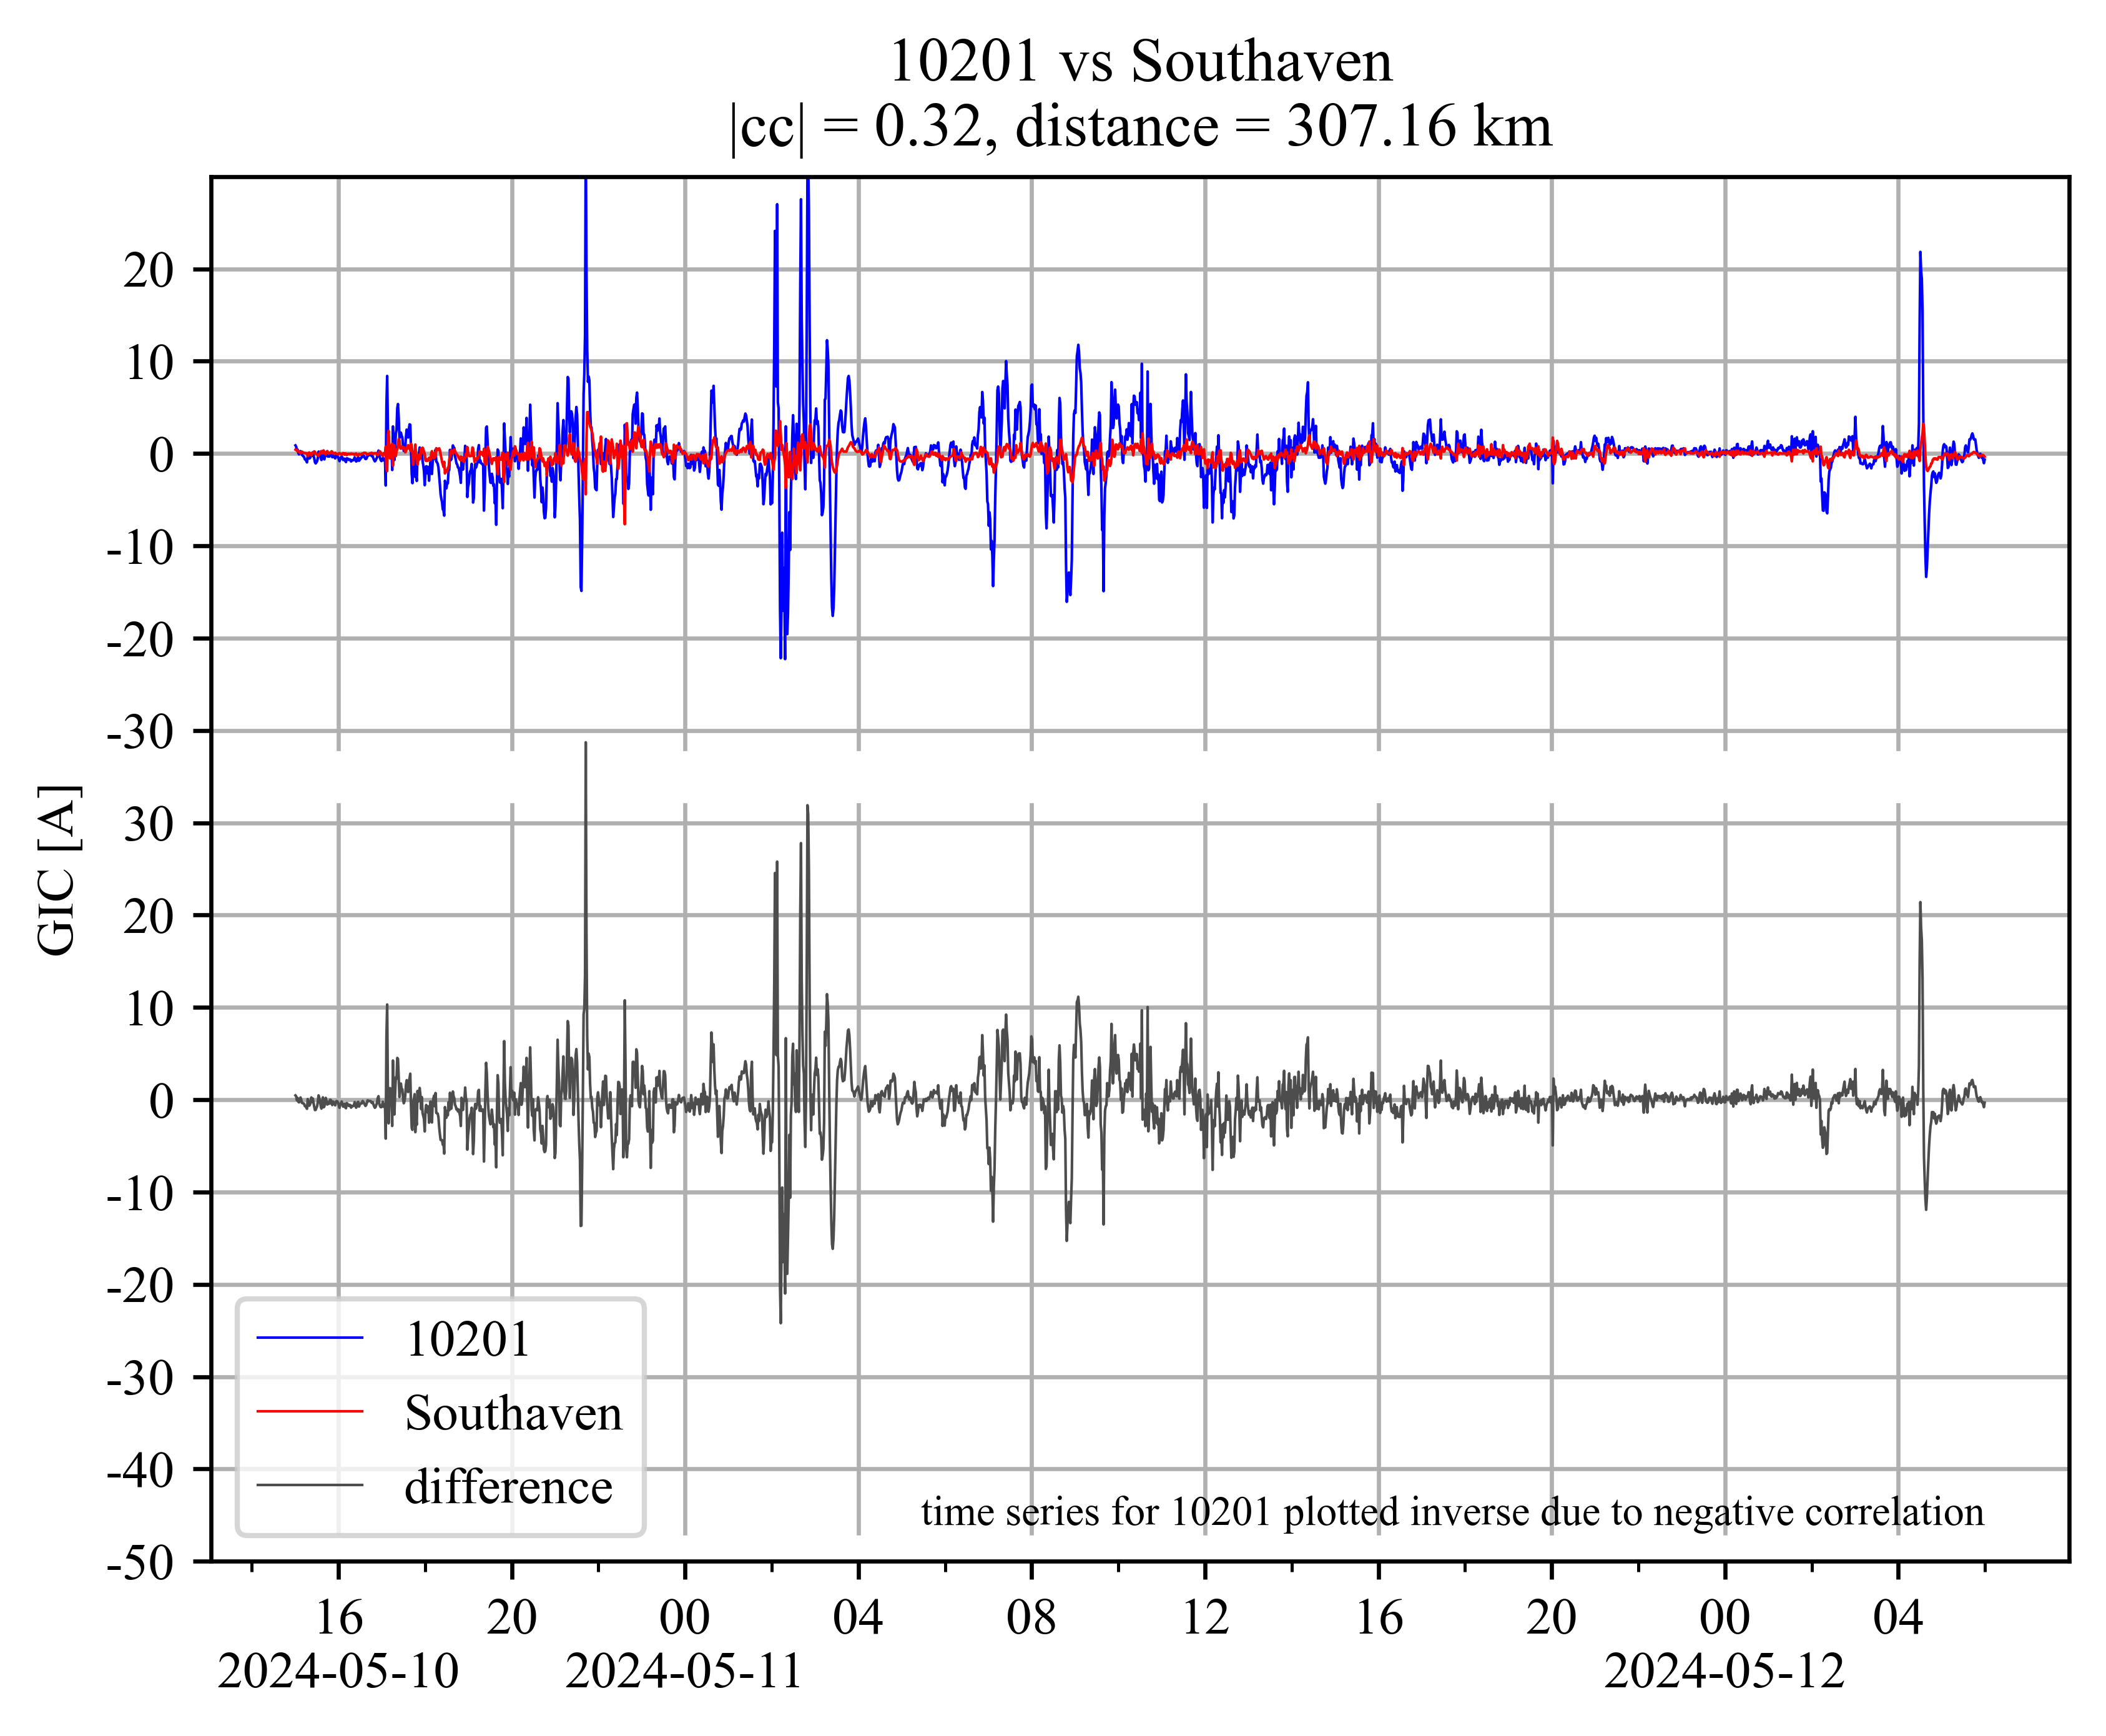 10201 vs Southaven
|cc| = 0.32, distance = 307.16 km
GIC [A]
20
10
0
-10
-20
-30
30
20
10
0
-10
-20
-30
-40
-50
10201
Southaven
difference
time series for 10201 plotted inverse due to negative correlation
16 20 00 04 08 12 16 20 00 04
2024-05-10 2024-05-11 2024-05-12